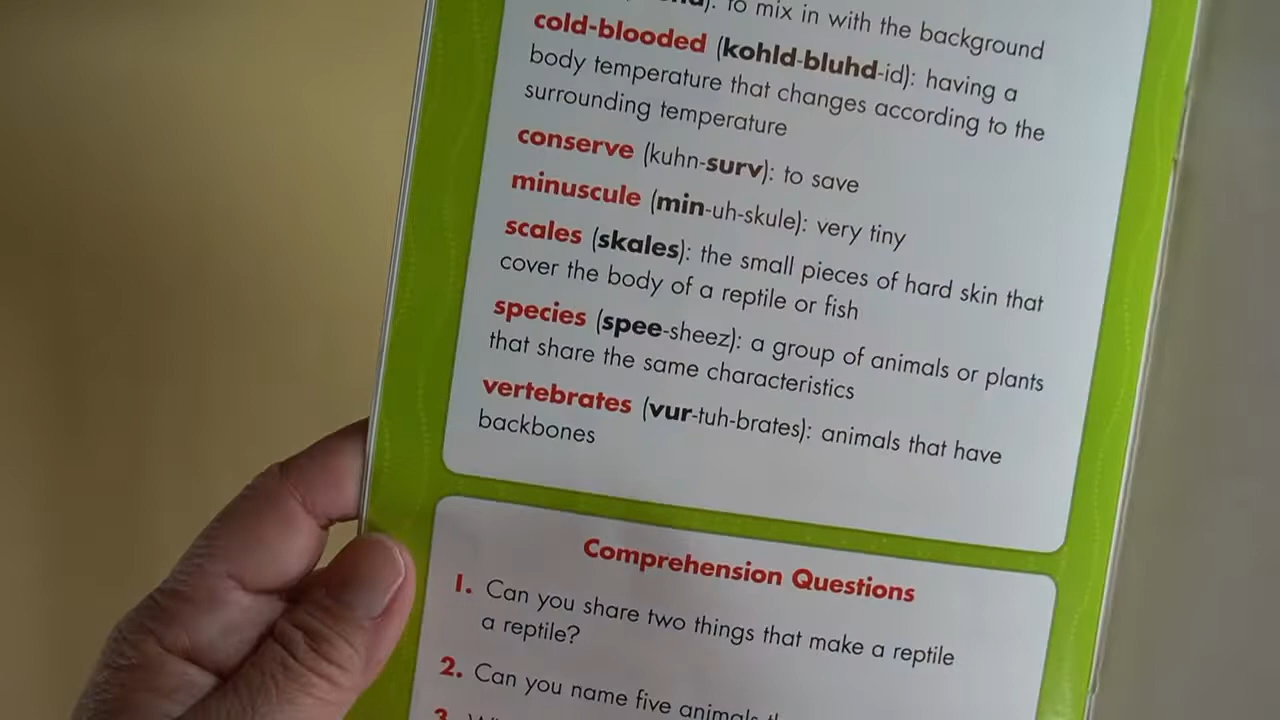 to mix in with the background
cold-blooded (kohld-bluhd-id): having a
body temperature that changes according to the
surrounding temperature
conserve (kuhn-surv): to save
minuscule (min-uh-skule): very tiny
scales (skales): the small pieces of hard skin that
cover the body of a reptile or fish
species (spee-sheez): a group of animals or plants
that share the same characteristics
vertebrates (vur-tuh-brates): animals that have
backbones
Comprehension Questions
1. Can you share two things that make a reptile
a reptile?
2. Can you name five animals
3.